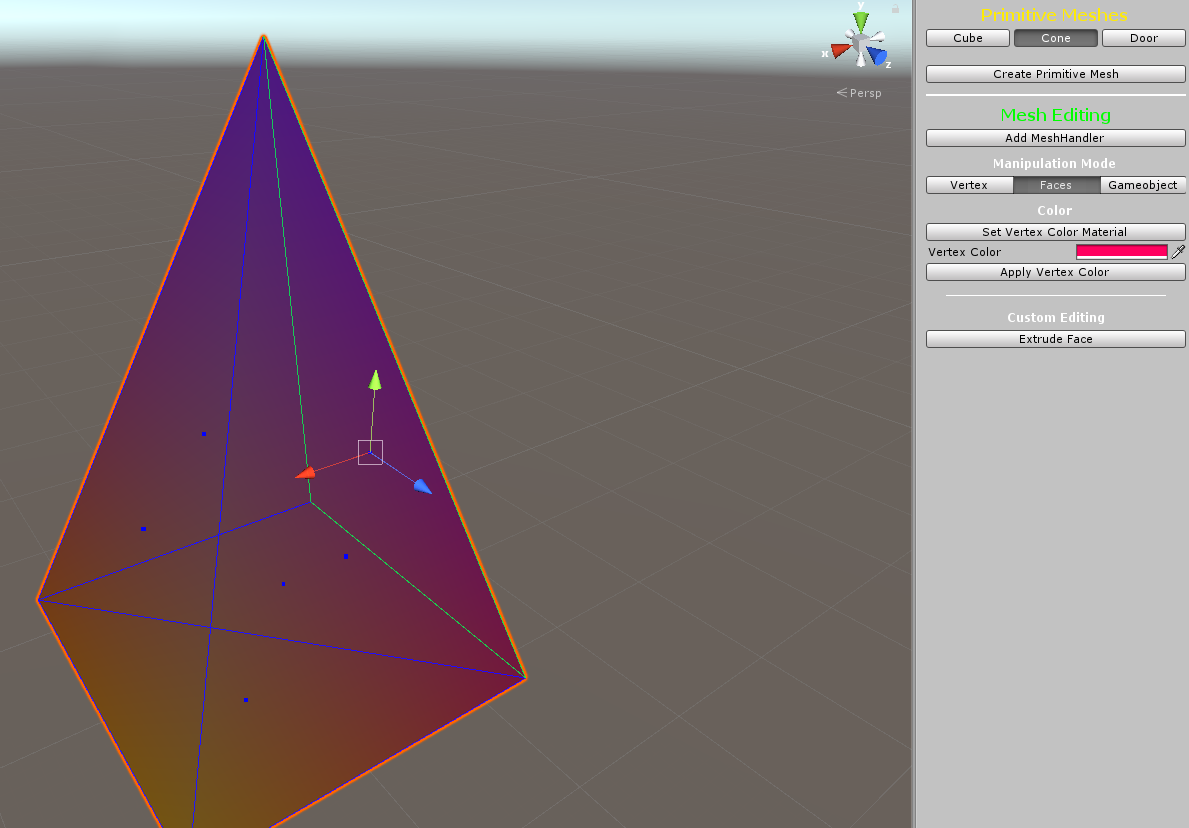 y
x
z
Persp
Primitive Meshes
Cube Cone Door
Create Primitive Mesh
Mesh Editing
Add MeshHandler
Manipulation Mode
Vertex Faces Gameobject
Color
Set Vertex Color Material
Vertex Color
Apply Vertex Color
Custom Editing
Extrude Face